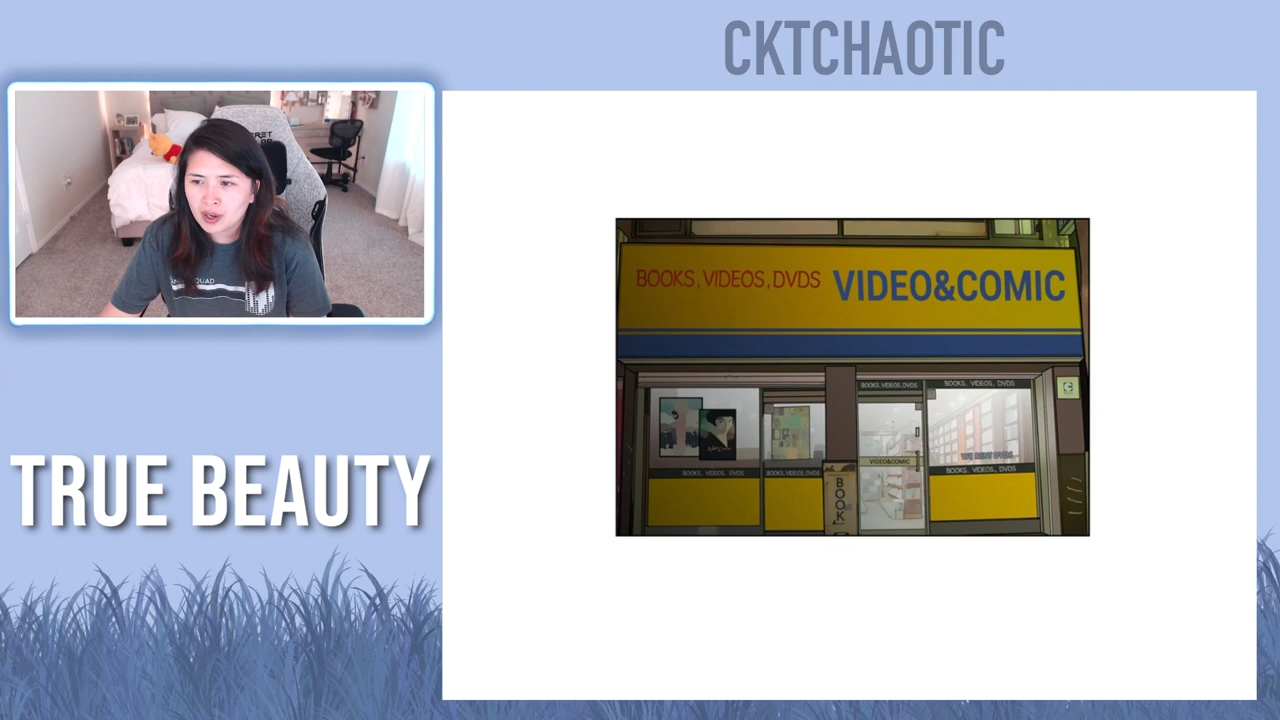 CKTCHAOTIC
TRUE BEAUTY
BOOKS, VIDEOS, DVDS VIDEO&COMIC
BOOKS. VIDEOS, DVDS
BOOKS. VIDEOS, DVDS
VIDEO&COMIC
BOOKS. VIDEOS, DVDS
BOOKS. VIDEOS, DVDS
BOOKS. VIDEOS, DVDS
BOOK